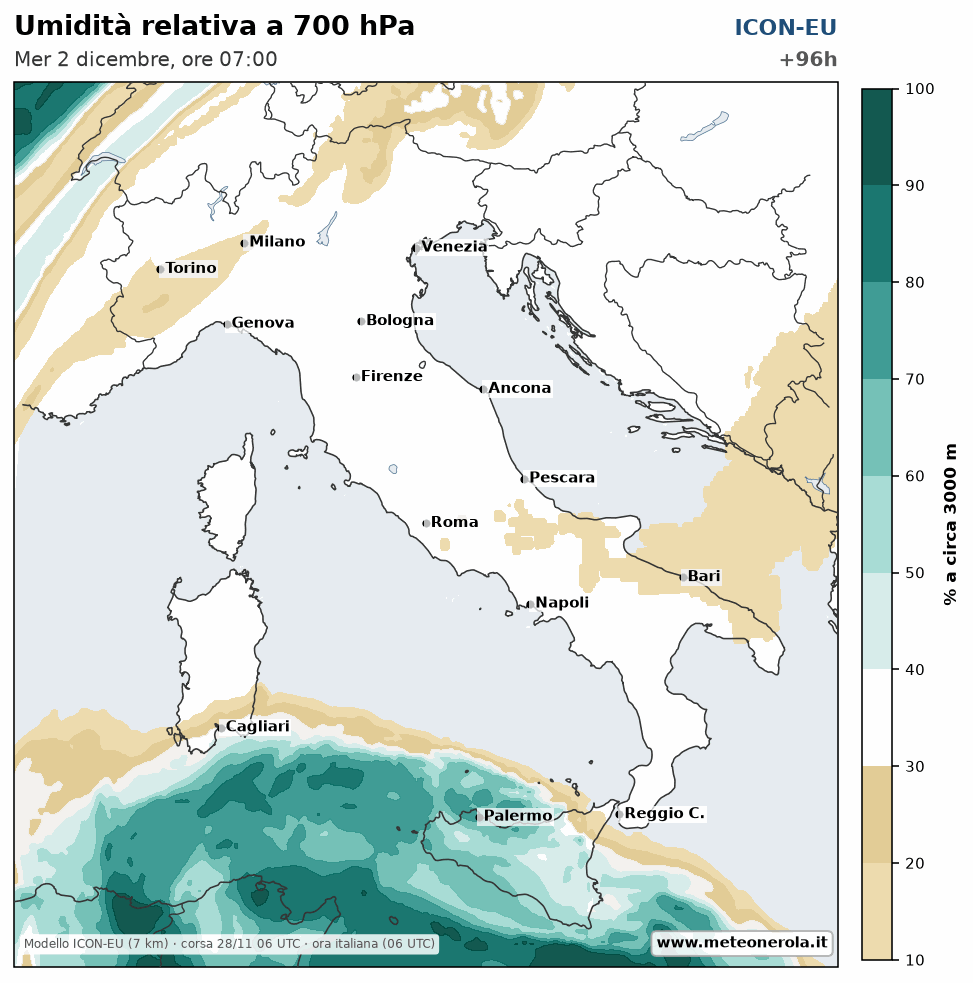 Umidità relativa a 700 hPa
ICON-EU
Mer 2 dicembre, ore 07:00
+96h
100
90
80
70
60
50
40
30
20
10
% a circa 3000 m
Milano
Venezia
Torino
Genova
Bologna
Firenze
Ancona
Pescara
Roma
Bari
Napoli
Cagliari
Palermo
Reggio C.
Modello ICON-EU (7 km) · corsa 28/11 06 UTC · ora italiana (06 UTC)
www.meteonerola.it